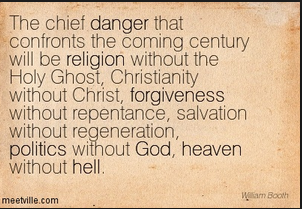 The chief danger that
confronts the coming century
will be religion without the
Holy Ghost, Christianity
without Christ, forgiveness
without repentance, salvation
without regeneration,
politics without God, heaven
without hell.
William Booth
meetville.com